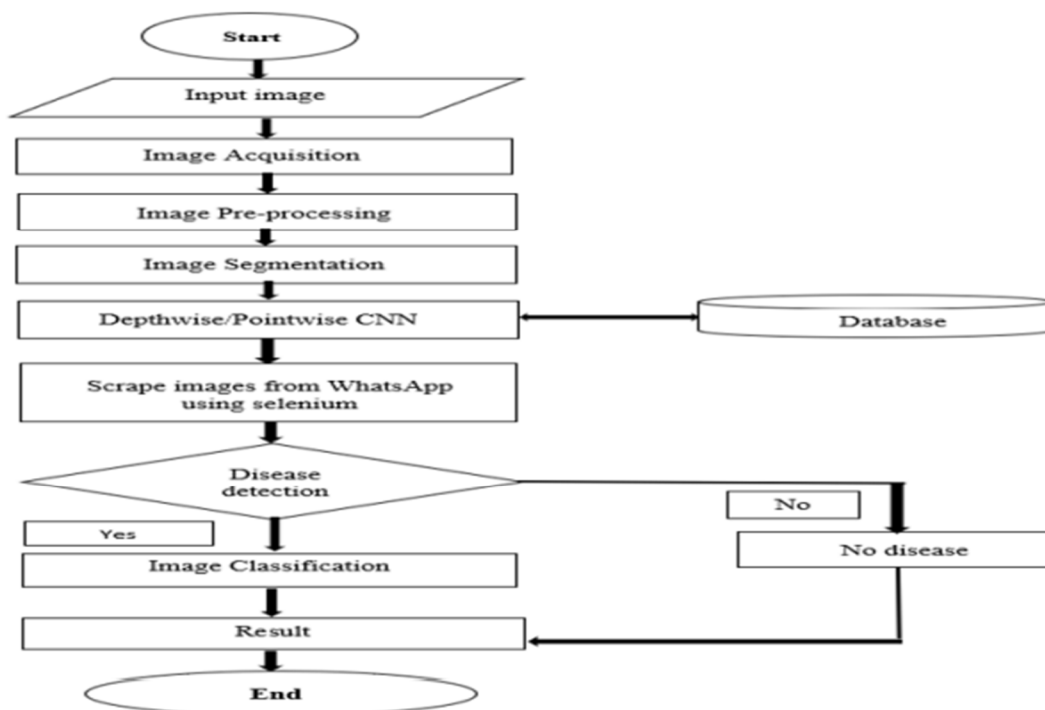 Start
Input image
Image Acquisition
Image Pre-processing
Image Segmentation
Depthwise/Pointwise CNN
Database
Scrape images from WhatsApp
using selenium
Disease
detection
Yes
No
Image Classification
No disease
Result
End